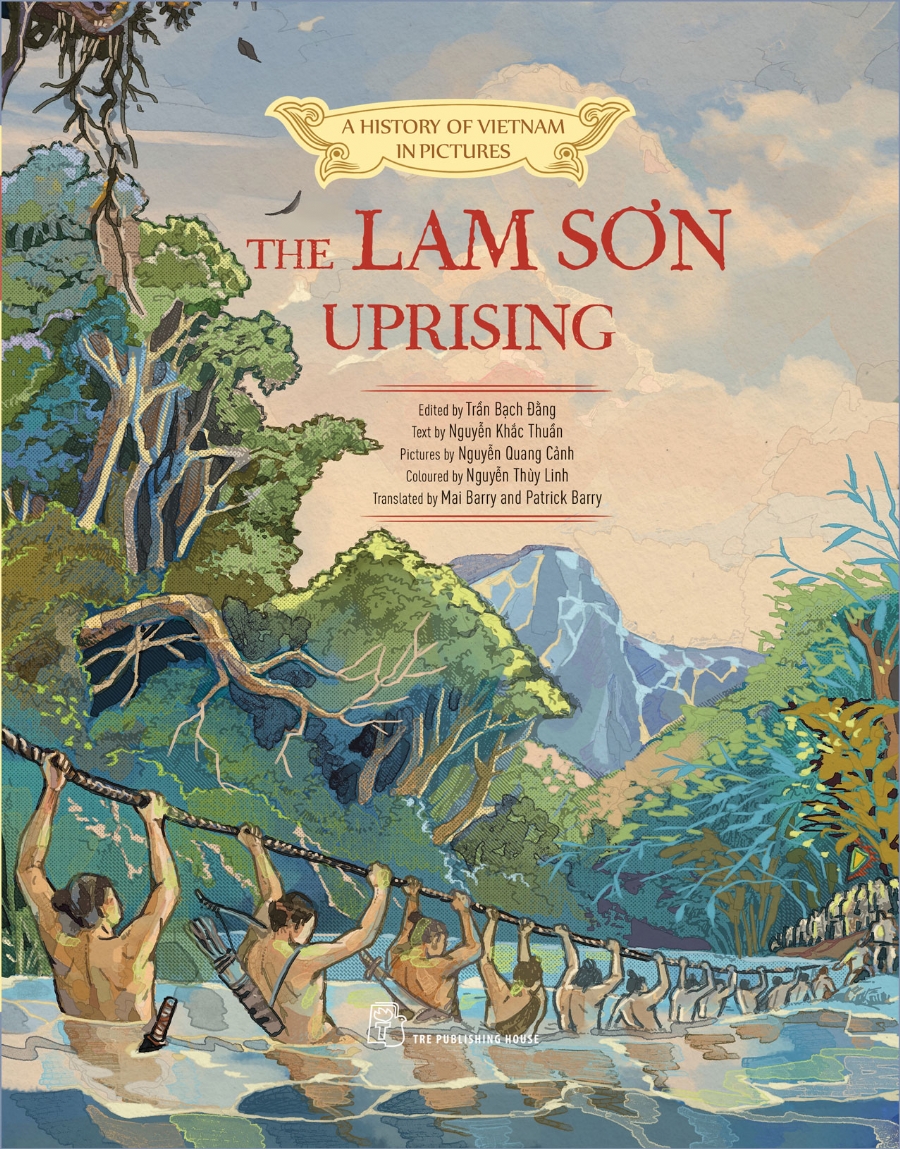 A HISTORY OF VIETNAM
IN PICTURES
THE LAM SƠN
UPRISING
Edited by Trần Bạch Đằng
Text by Nguyễn Khắc Thuần
Pictures by Nguyễn Quang Cảnh
Coloured by Nguyễn Thùy Linh
Translated by Mai Barry and Patrick Barry
TRE PUBLISHING HOUSE